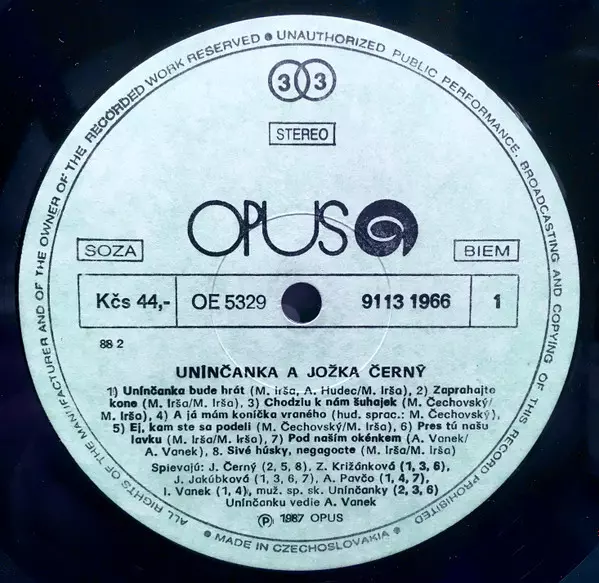 ALL RIGHTS OF THE MANUFACTURER AND OF THE OWNER OF THE RECORDED WORK RESERVED ● UNAUTHORIZED PUBLIC PERFORMANCE, BROADCASTING AND COPYING OF THIS RECORD PROHIBITED
33
STEREO
OPUS
SOZA
BIEM
Kčs 44,- OE 5329 9113 1966 1
88 2
UNÍNČANKA A JOŽKA ČERNÝ
1) Unínčanka bude hrát (M. Irša, A. Hudec/M. Irša), 2) Zaprahajte
kone (M. Irša/M. Irša), 3) Chodziu k nám šuhajek (M. Čechovský/
M. Irša), 4) A já mám koníčka vraného (hud. sprac.: M. Čechovský),
5) Ej, kam ste sa podeli (M. Čechovský/M. Irša), 6) Pres tú našu
lavku (M. Irša/M. Irša), 7) Pod naším okénkem (A. Vanek/
A. Vanek), 8. Sivé húsky, negagocte (M. Irša/M. Irša)
Spievajú: J. Černý (2, 5, 8), Z. Križánková (1, 3, 6),
J. Jakúbková (1, 3, 6, 7), A. Pavčo (1, 4, 7),
I. Vanek (1, 4), muž. sp. sk. Unínčanky (2, 3, 6)
Unínčanku vedie A. Vanek
Ⓟ 1987 OPUS
● MADE IN CZECHOSLOVAKIA ●